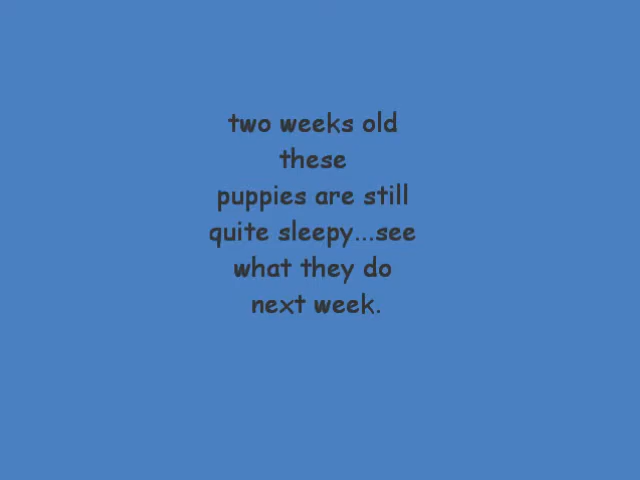 two weeks old
these
puppies are still
quite sleepy...see
what they do
next week.